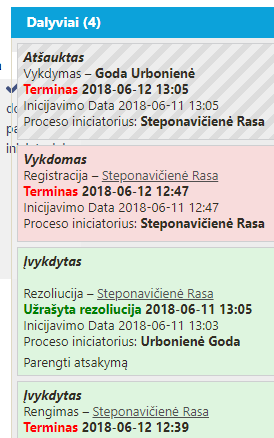 Dalyviai (4)
Atšauktas
Vykdymas – Goda Urbonienė
Terminas 2018-06-12 13:05
Inicijavimo Data 2018-06-11 13:05
Proceso iniciatorius: Steponavičienė Rasa
Vykdomas
Registracija – Steponavičienė Rasa
Terminas 2018-06-12 12:47
Inicijavimo Data 2018-06-11 12:47
Proceso iniciatorius: Steponavičienė Rasa
Įvykdytas
Rezoliucija – Steponavičienė Rasa
Užrašyta rezoliucija 2018-06-11 13:05
Inicijavimo Data 2018-06-11 13:03
Proceso iniciatorius: Urbonienė Goda
Parengti atsakymą
Įvykdytas
Rengimas – Steponavičienė Rasa
Terminas 2018-06-12 12:39